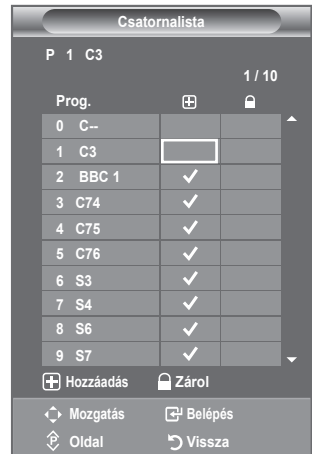 Csatornalista
P 1 C3
1 / 10
Prog.
0 C--
1 C3
2 BBC 1
3 C74
4 C75
5 C76
6 S3
7 S4
8 S6
9 S7
Hozzáadás Zárol
Mozgatás Belépés
Oldal Vissza